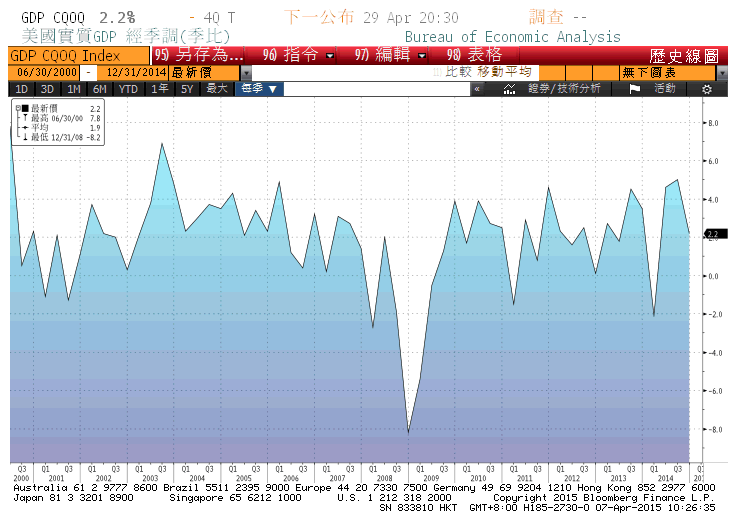 GDP CQOQ 2.2% - 4Q T 下一公布 29 Apr 20:30 調查 --
美國實質GDP 經季調(季比) Bureau of Economic Analysis
GDP CQOQ Index 95) 另存為... 96) 指令 97) 編輯 98) 表格 歷史線圖
06/30/2000 - 12/31/2014 最新價 比較 移動平均 無下圖表
1D 3D 1M 6M YTD 1年 5Y 最大 每季 ▼ « 證券/技術分析 活動
最新價 2.2
最高 06/30/00 7.8
平均 1.9
最低 12/31/08 -8.2
8.0
6.0
4.0
2.2
2.0
0.0
-2.0
-4.0
-6.0
-8.0
Q3 Q1 Q3 Q1 Q3 Q1 Q3 Q1 Q3 Q1 Q3 Q1 Q3 Q1 Q3 Q1 Q3 Q1 Q3 Q1 Q3 Q1 Q3 Q1 Q3 Q1 Q3 Q1 Q3
2000 2001 2002 2003 2004 2005 2006 2007 2008 2009 2010 2011 2012 2013 2014
Australia 61 2 9777 8600 Brazil 5511 2395 9000 Europe 44 20 7330 7500 Germany 49 69 9204 1210 Hong Kong 852 2977 6000
Japan 81 3 3201 8900 Singapore 65 6212 1000 U.S. 1 212 318 2000 Copyright 2015 Bloomberg Finance L.P.
SN 833810 HKT GMT+8:00 H185-2730-0 07-Apr-2015 10:26:35